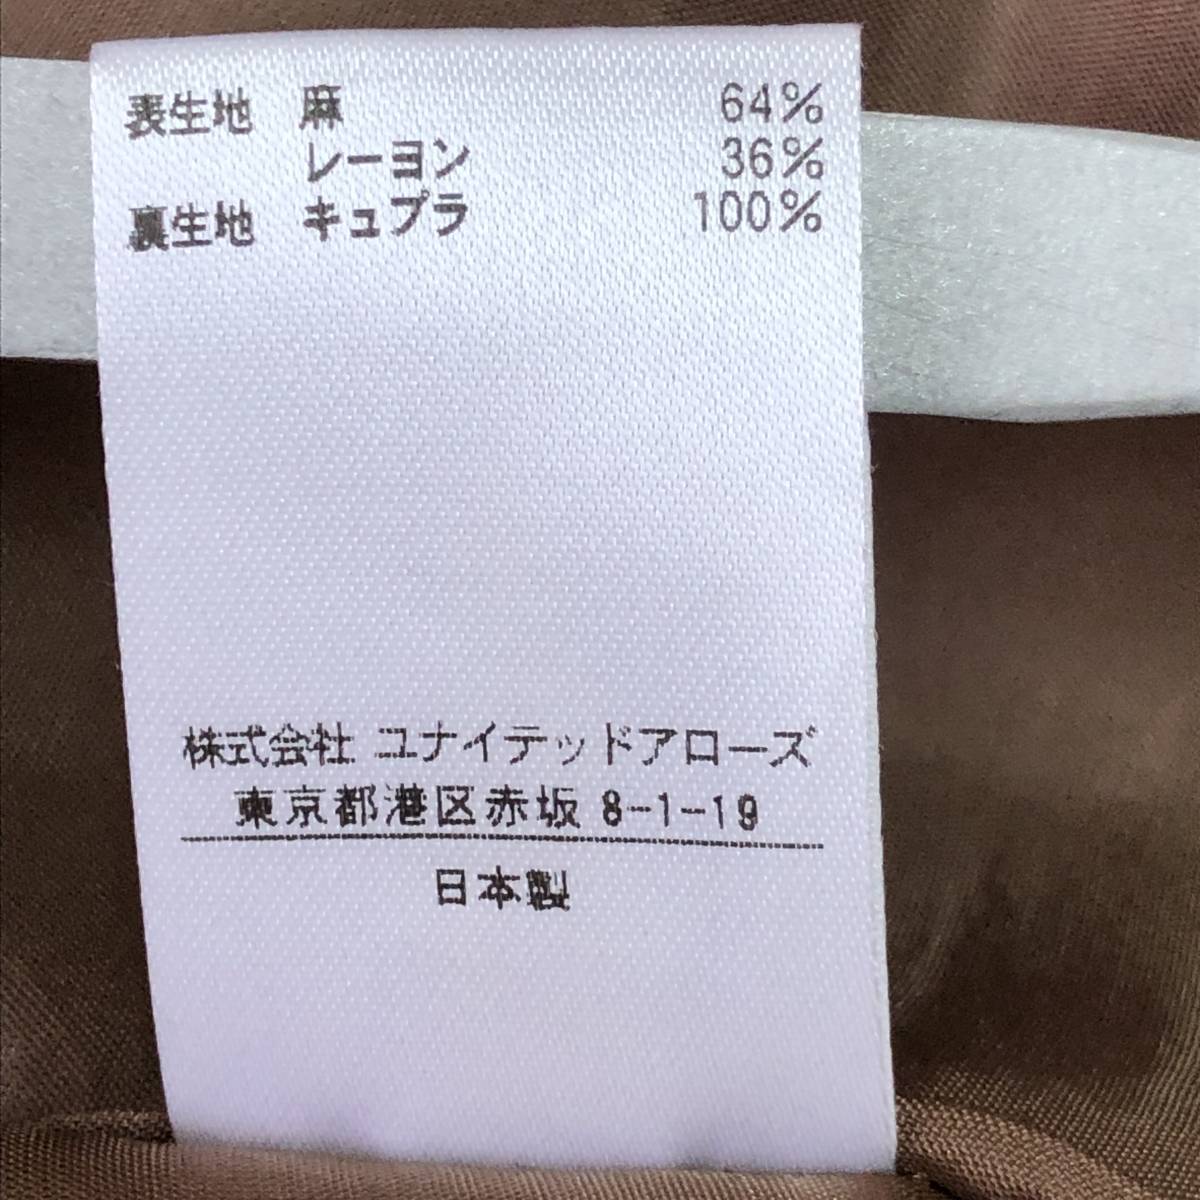 表生地 麻 64%
レーヨン 36%
裏生地 キュプラ 100%
株式会社 ユナイテッドアローズ
東京都港区赤坂 8-1-19
日本製